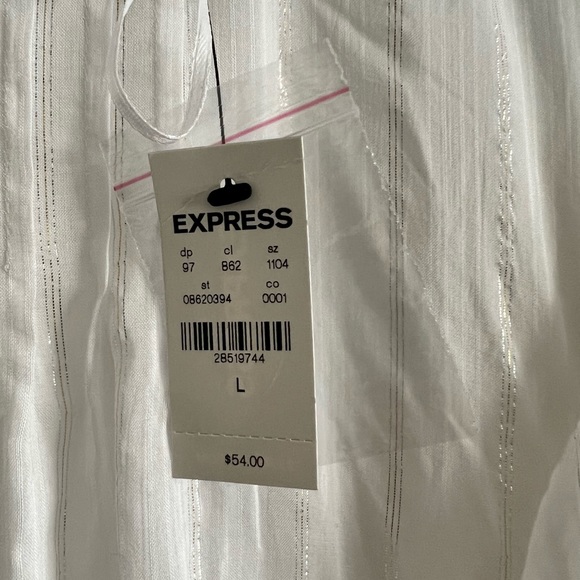 EXPRESS
dp cl sz
97 862 1104
st co
08620394 0001
28519744
L
$54.00